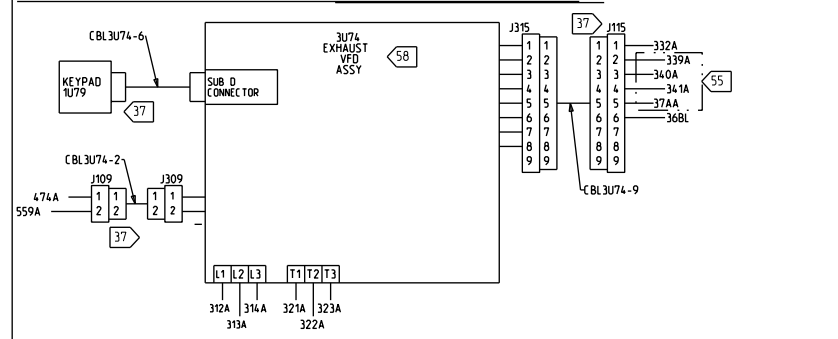 CBL3U74-6
KEYPAD
1U79
37
SUB D
CONNECTOR
3U74
EXHAUST
VFD
ASSY
58
J315
1 1
2 2
3 3
4 4
5 5
6 6
7 7
8 8
9 9
37
J115
1 1
2 2
3 3
4 4
5 5
6 6
7 7
8 8
9 9
332A
339A
340A
341A
37AA
36BL
55
CBL3U74-9
CBL3U74-2
J109
J309
474A
559A
1 1
2 2
1 1
2 2
37
L1 L2 L3
T1 T2 T3
312A
313A
314A
321A
322A
323A